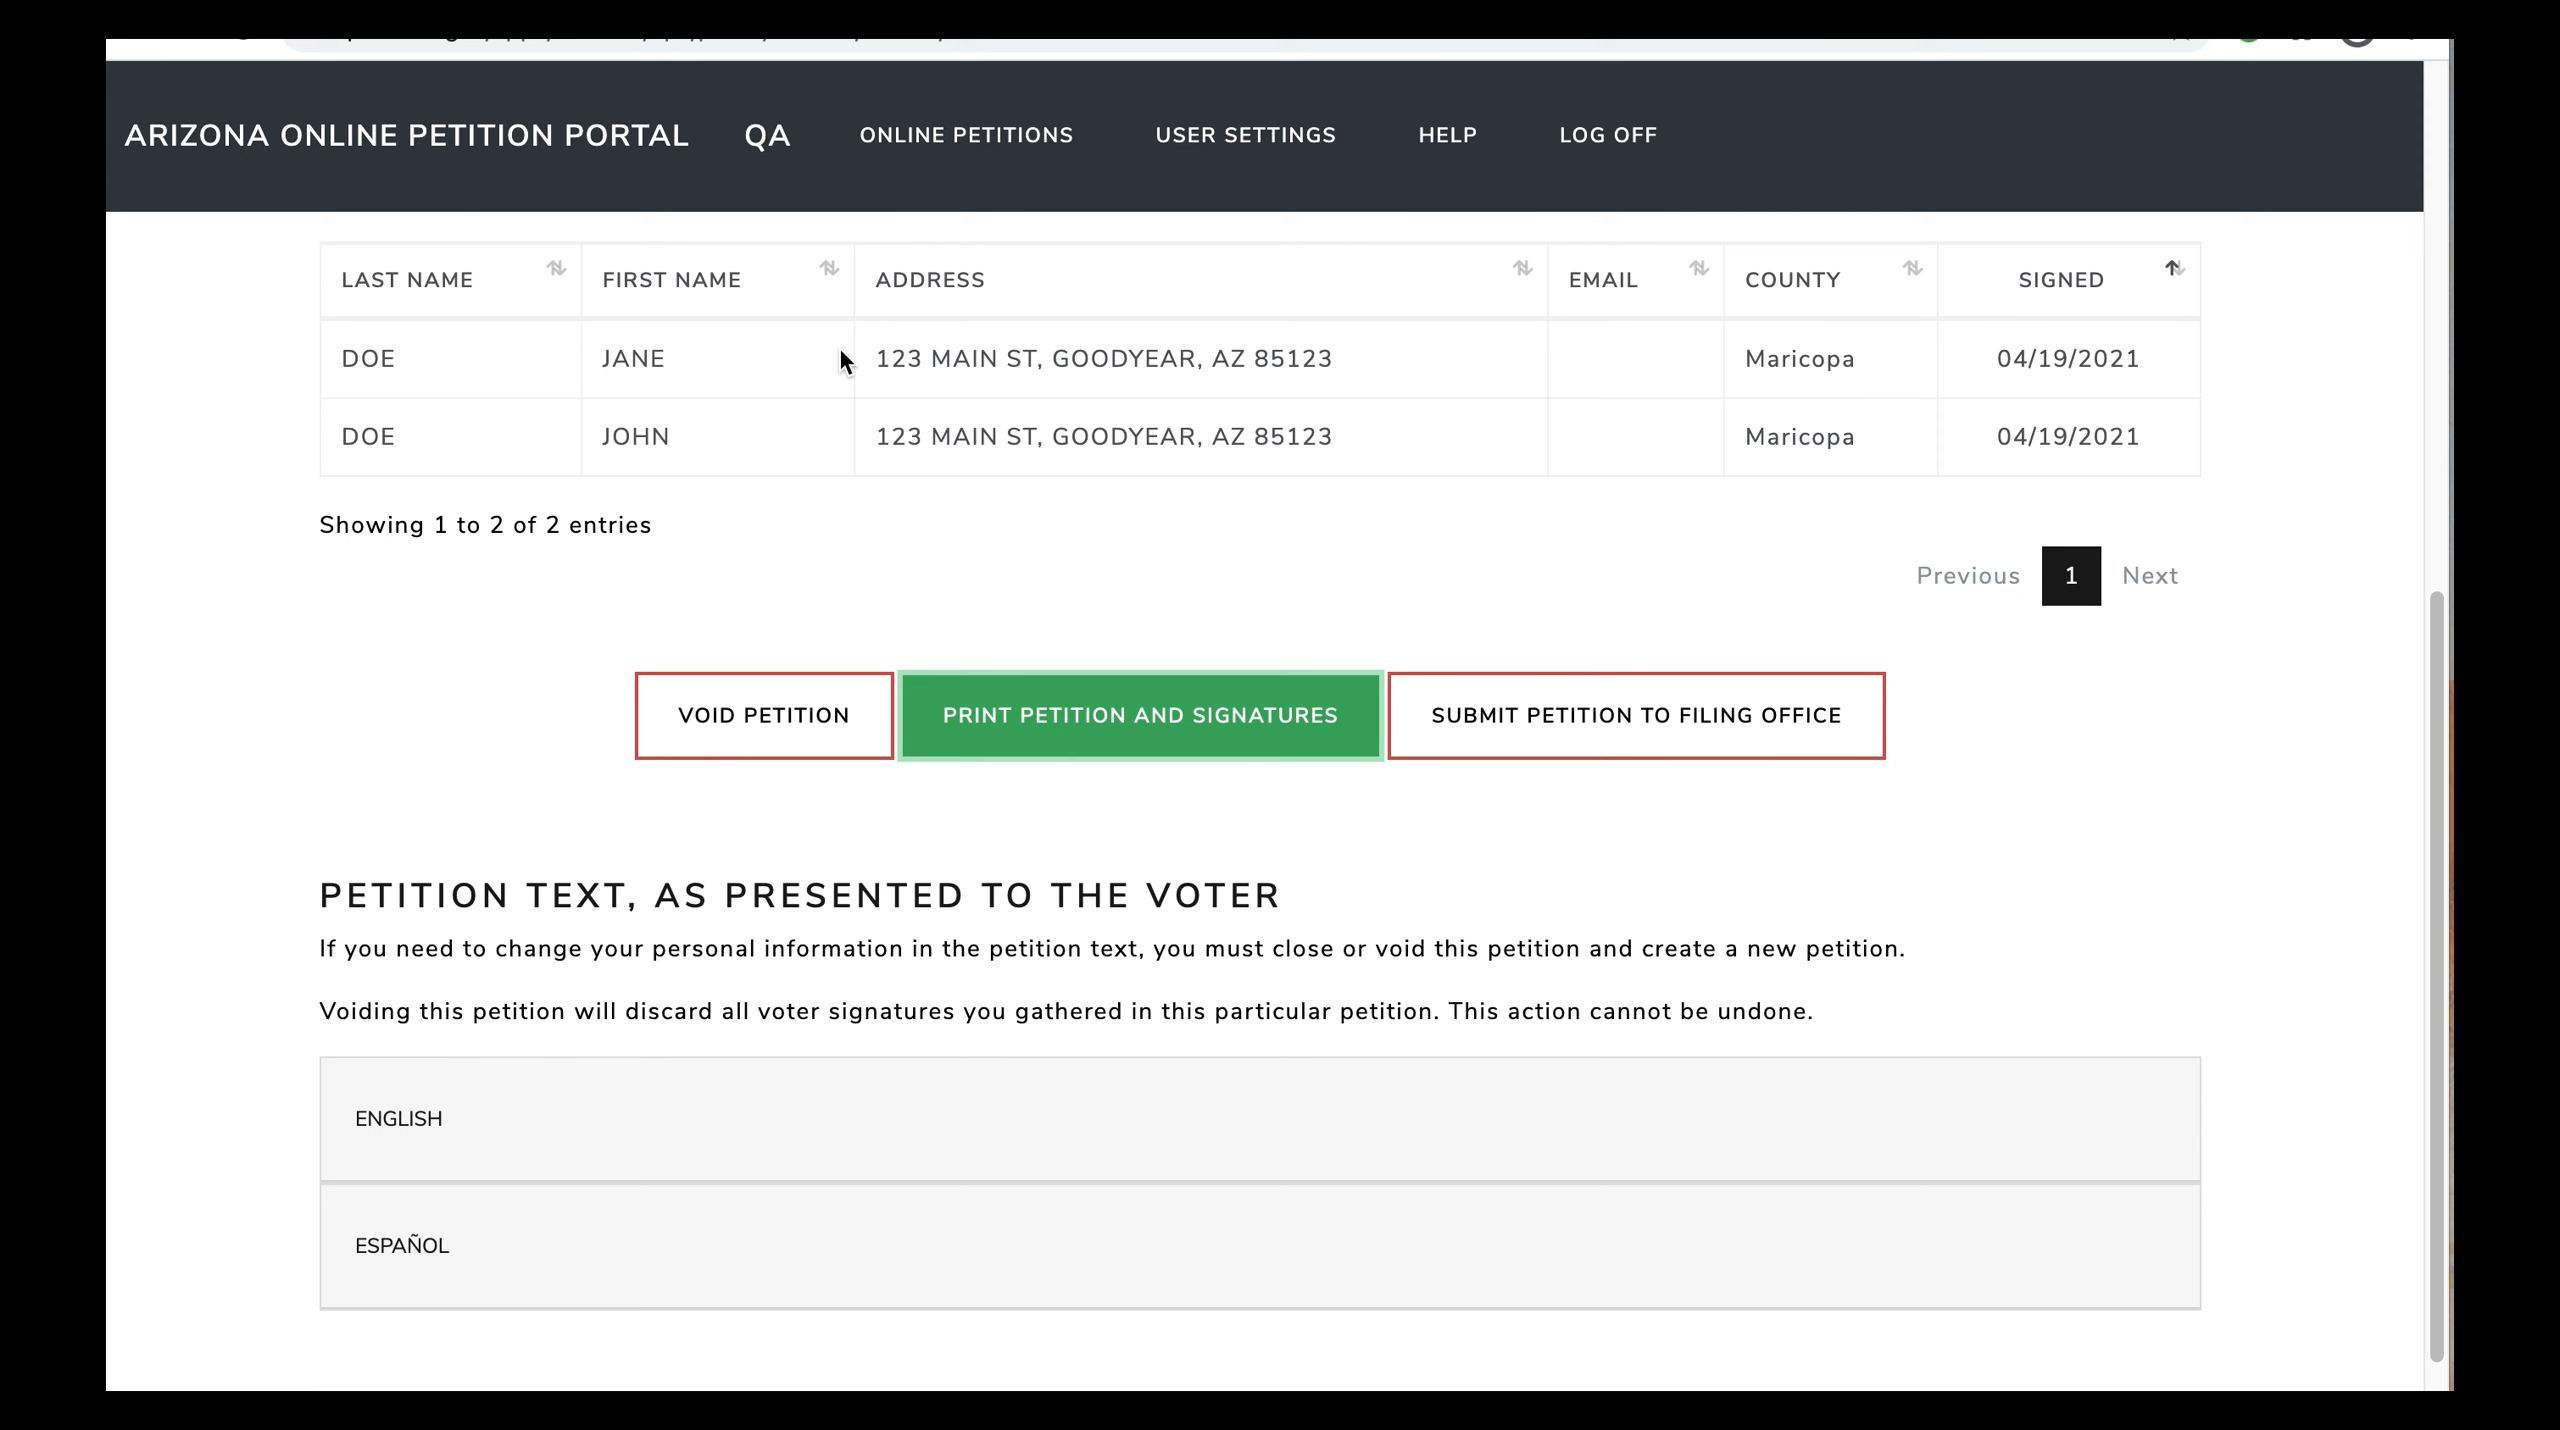 ARIZONA ONLINE PETITION PORTAL QA ONLINE PETITIONS USER SETTINGS HELP LOG OFF
LAST NAME FIRST NAME ADDRESS EMAIL COUNTY SIGNED
DOE JANE 123 MAIN ST, GOODYEAR, AZ 85123 Maricopa 04/19/2021
DOE JOHN 123 MAIN ST, GOODYEAR, AZ 85123 Maricopa 04/19/2021
Showing 1 to 2 of 2 entries
Previous 1 Next
VOID PETITION PRINT PETITION AND SIGNATURES SUBMIT PETITION TO FILING OFFICE
PETITION TEXT, AS PRESENTED TO THE VOTER
If you need to change your personal information in the petition text, you must close or void this petition and create a new petition.
Voiding this petition will discard all voter signatures you gathered in this particular petition. This action cannot be undone.
ENGLISH
ESPAÑOL